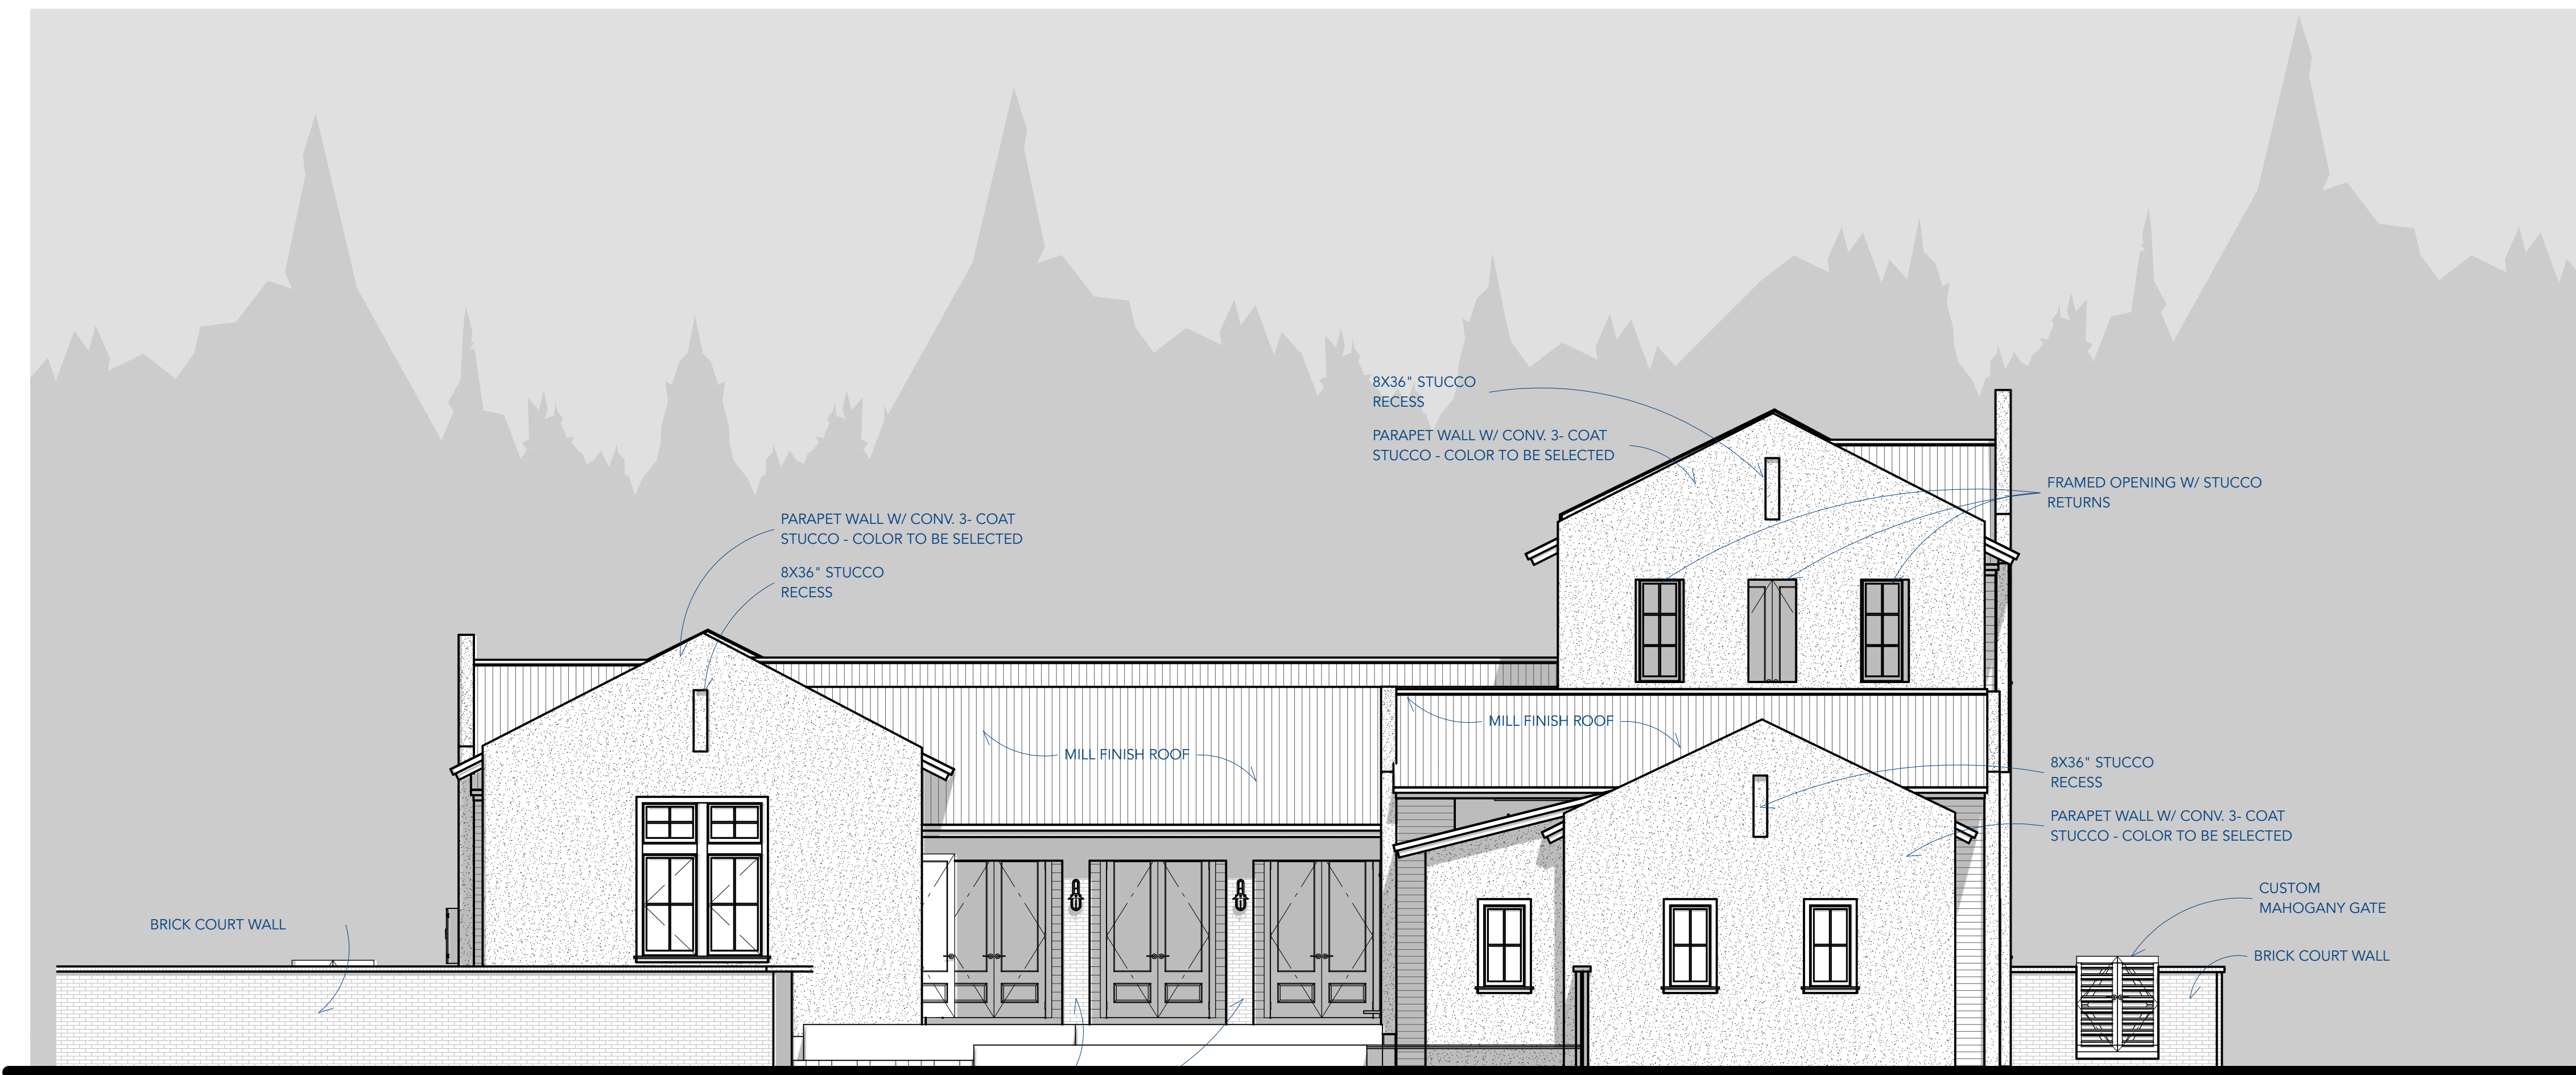 8X36" STUCCO
RECESS
PARAPET WALL W/ CONV. 3- COAT
STUCCO - COLOR TO BE SELECTED
FRAMED OPENING W/ STUCCO
RETURNS
PARAPET WALL W/ CONV. 3- COAT
STUCCO - COLOR TO BE SELECTED
8X36" STUCCO
RECESS
MILL FINISH ROOF
MILL FINISH ROOF
8X36" STUCCO
RECESS
PARAPET WALL W/ CONV. 3- COAT
STUCCO - COLOR TO BE SELECTED
CUSTOM
MAHOGANY GATE
BRICK COURT WALL
BRICK COURT WALL